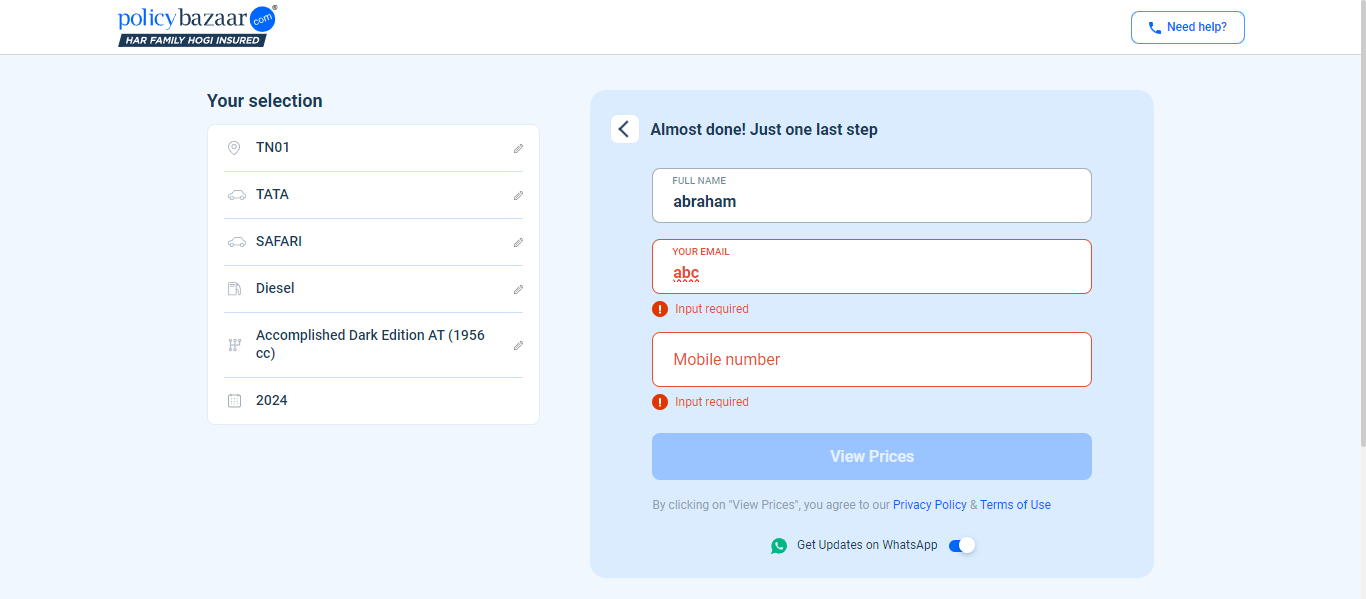 policybazaar com
HAR FAMILY HOGI INSURED
Need help?
Your selection
TN01
TATA
SAFARI
Diesel
Accomplished Dark Edition AT (1956
cc)
2024
Almost done! Just one last step
FULL NAME
abraham
YOUR EMAIL
abc
Input required
Mobile number
Input required
View Prices
By clicking on "View Prices", you agree to our Privacy Policy & Terms of Use
Get Updates on WhatsApp